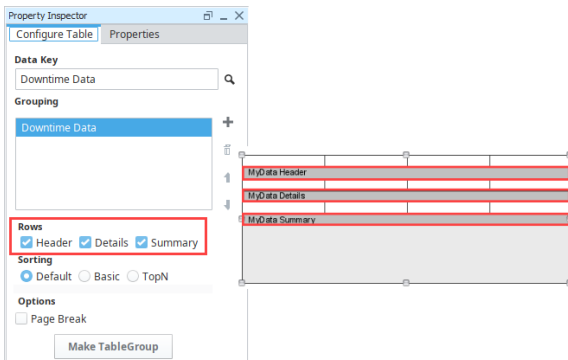 Property Inspector
Configure Table Properties
Data Key
Downtime Data
Grouping
Downtime Data
Rows
Header Details Summary
Sorting
Default Basic TopN
Options
Page Break
Make TableGroup
MyData Header
MyData Details
MyData Summary